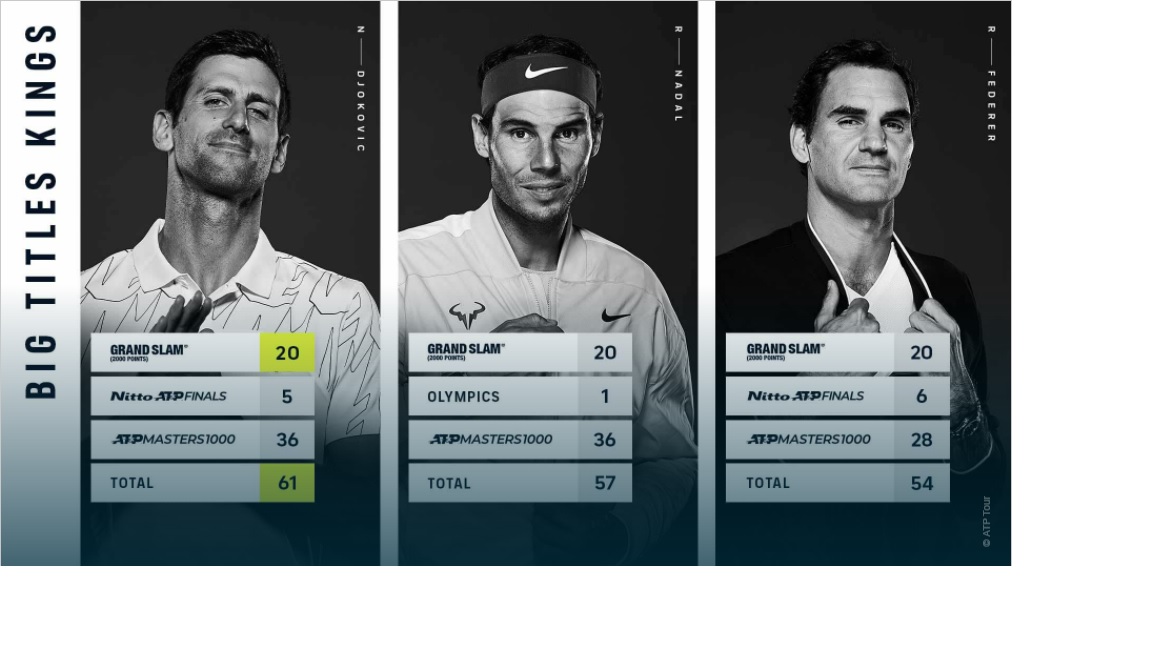 BIG TITLES KINGS
N — DJOKOVIC
GRAND SLAM®
(2000 POINTS)
20
Nitto ATP FINALS
5
ATP MASTERS 1000
36
TOTAL
61
R — NADAL
GRAND SLAM®
(2000 POINTS)
20
OLYMPICS
1
ATP MASTERS 1000
36
TOTAL
57
R — FEDERER
GRAND SLAM®
(2000 POINTS)
20
Nitto ATP FINALS
6
ATP MASTERS 1000
28
TOTAL
54
© ATP Tour